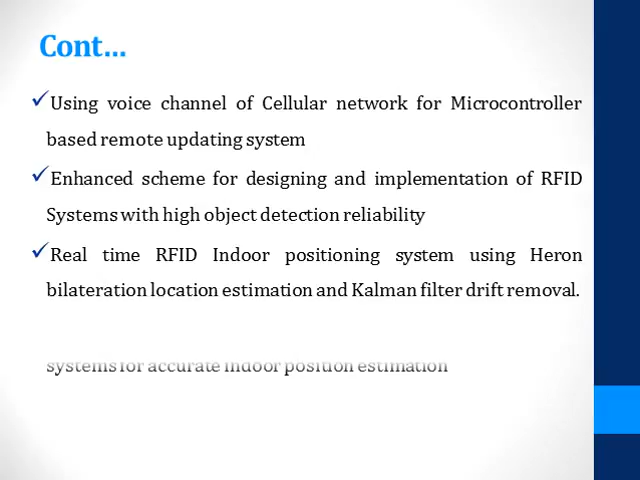 Cont...
✓Using voice channel of Cellular network for Microcontroller
based remote updating system
✓Enhanced scheme for designing and implementation of RFID
Systems with high object detection reliability
✓Real time RFID Indoor positioning system using Heron
bilateration location estimation and Kalman filter drift removal.
systems for accurate indoor position estimation